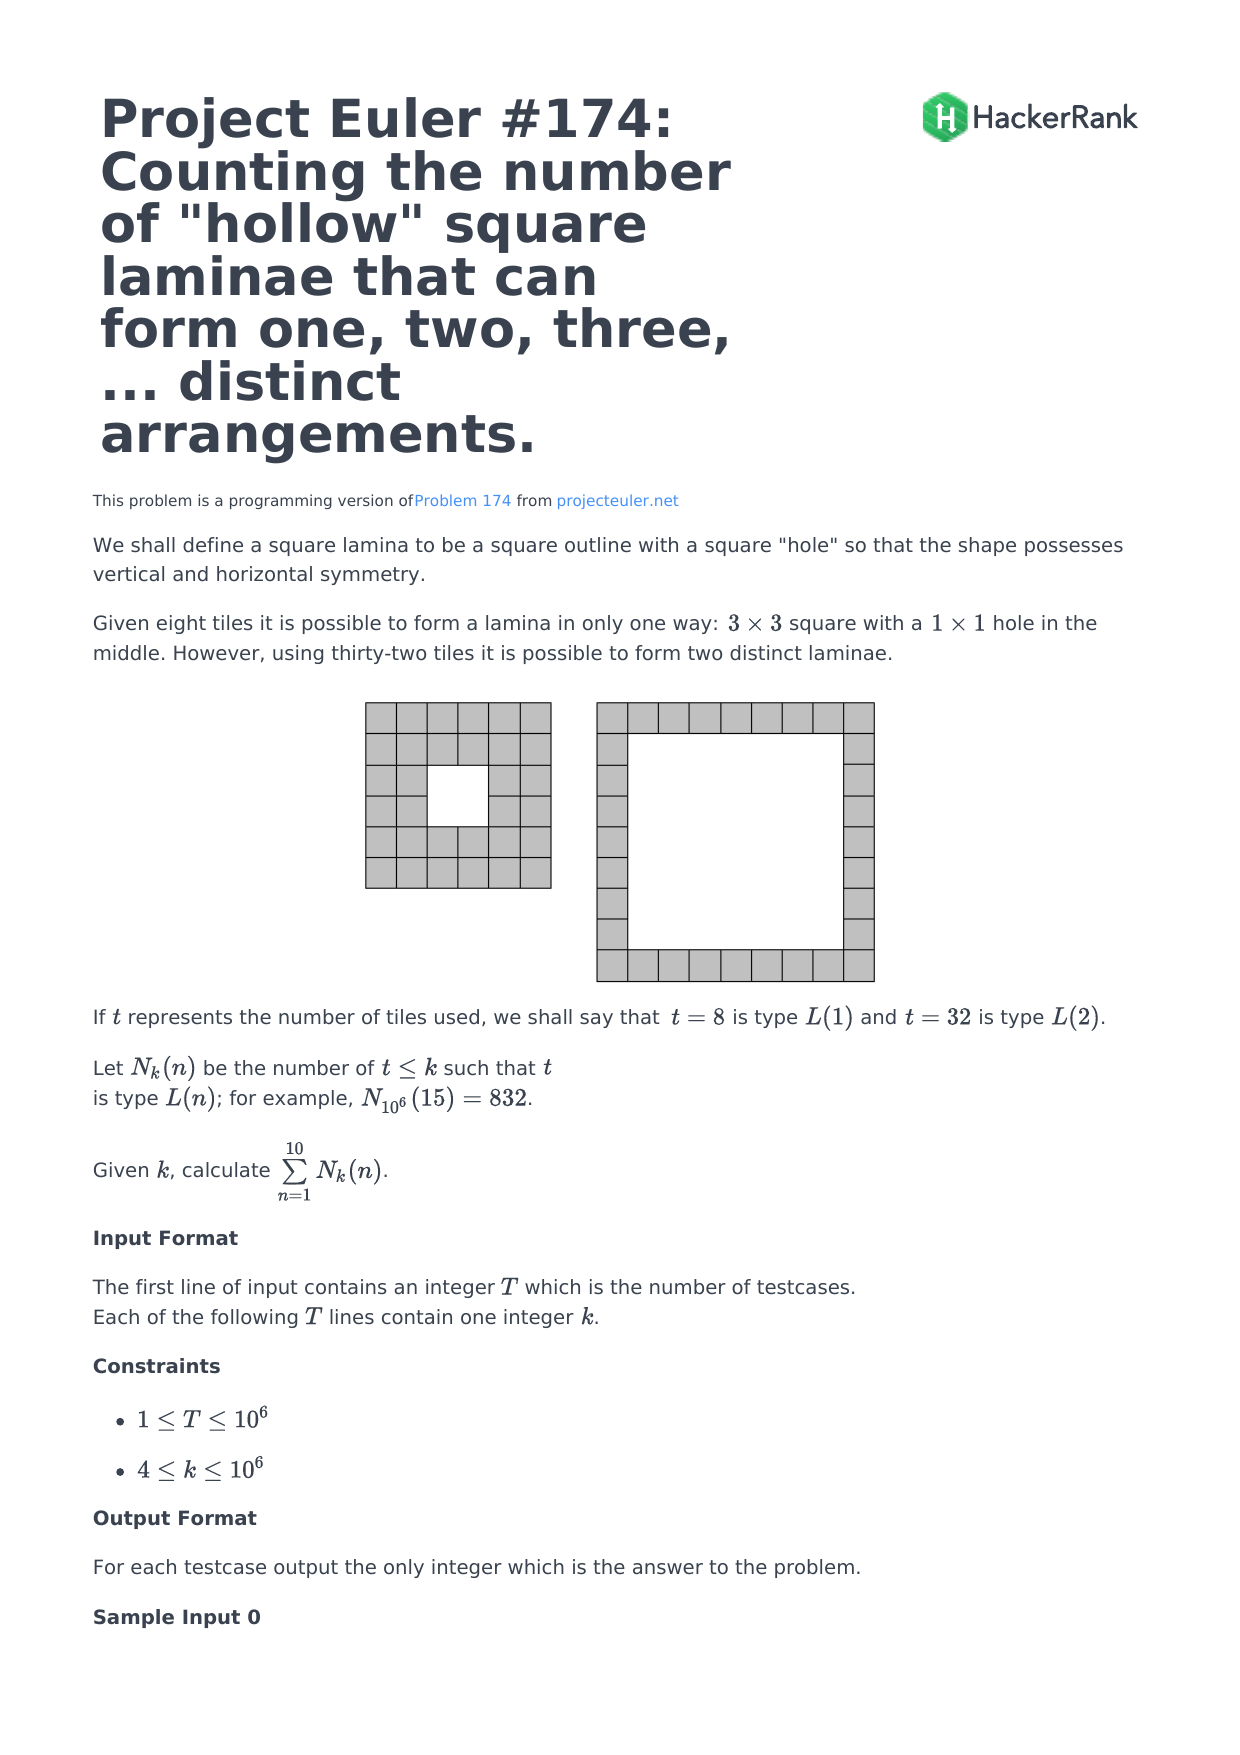 Project Euler #174:
Counting the number
of "hollow" square
laminae that can
form one, two, three,
... distinct
arrangements.
HackerRank
This problem is a programming version ofProblem 174 from projecteuler.net
We shall define a square lamina to be a square outline with a square "hole" so that the shape possesses
vertical and horizontal symmetry.
Given eight tiles it is possible to form a lamina in only one way: 3 × 3 square with a 1 × 1 hole in the
middle. However, using thirty-two tiles it is possible to form two distinct laminae.
If t represents the number of tiles used, we shall say that t = 8 is type L(1) and t = 32 is type L(2).
Let N_k(n) be the number of t ≤ k such that t
is type L(n); for example, N_{10^6}(15) = 832.
Given k, calculate \sum_{n=1}^{10} N_k(n).
Input Format
The first line of input contains an integer T which is the number of testcases.
Each of the following T lines contain one integer k.
Constraints
• 1 ≤ T ≤ 10^6
• 4 ≤ k ≤ 10^6
Output Format
For each testcase output the only integer which is the answer to the problem.
Sample Input 0